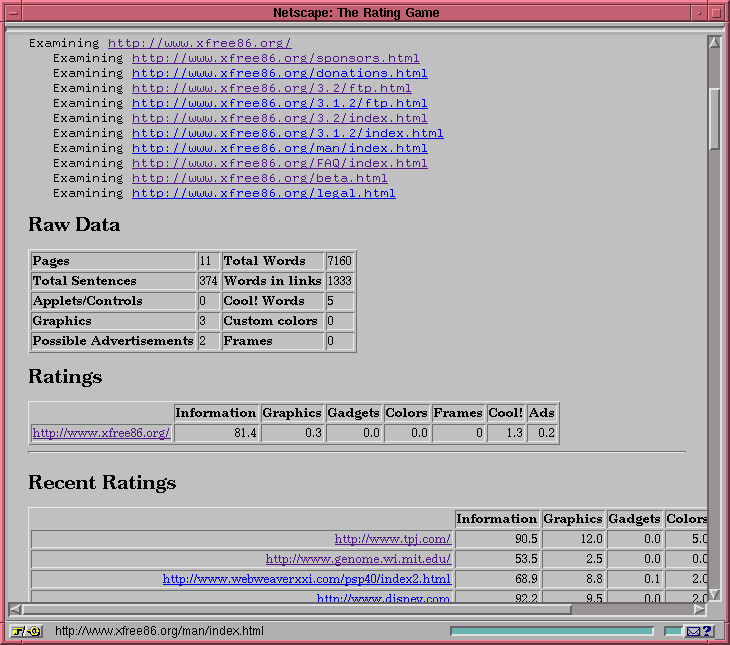 Netscape: The Rating Game
Examining http://www.xfree86.org/
Examining http://www.xfree86.org/sponsors.html
Examining http://www.xfree86.org/donations.html
Examining http://www.xfree86.org/3.2/ftp.html
Examining http://www.xfree86.org/3.1.2/ftp.html
Examining http://www.xfree86.org/3.2/index.html
Examining http://www.xfree86.org/3.1.2/index.html
Examining http://www.xfree86.org/man/index.html
Examining http://www.xfree86.org/FAQ/index.html
Examining http://www.xfree86.org/beta.html
Examining http://www.xfree86.org/legal.html
Raw Data
Pages 11 Total Words 7160
Total Sentences 374 Words in links 1333
Applets/Controls 0 Cool! Words 5
Graphics 3 Custom colors 0
Possible Advertisements 2 Frames 0
Ratings
Information Graphics Gadgets Colors Frames Cool! Ads
http://www.xfree86.org/ 81.4 0.3 0.0 0.0 0 1.3 0.2
Recent Ratings
Information Graphics Gadgets Colors
http://www.tpj.com/ 90.5 12.0 0.0 5.0
http://www.genome.wi.mit.edu/ 53.5 2.5 0.0 0.0
http://www.webweaverxxi.com/psp40/index2.html 68.9 8.8 0.1 2.0
http://www.disney.com 92.2 9.5 0.0 2.0
http://www.xfree86.org/man/index.html ?